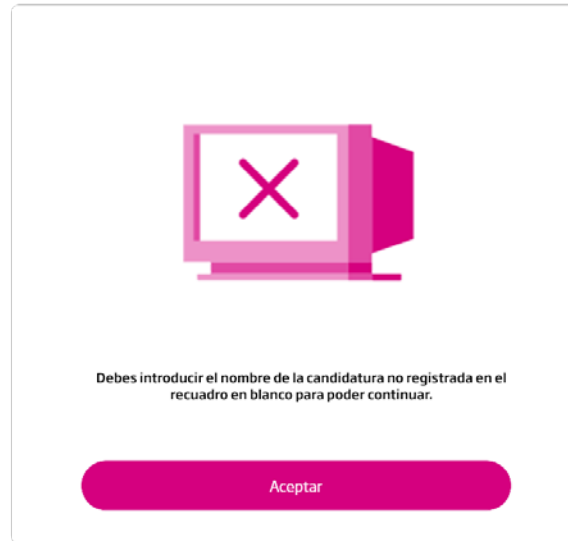 Debes introducir el nombre de la candidatura no registrada en el
recuadro en blanco para poder continuar.
Aceptar